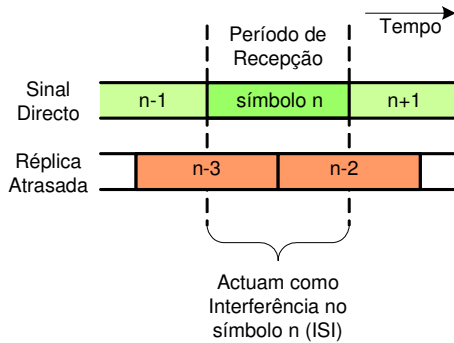 Tempo
Período de
Recepção
Sinal
Directo
n-1
símbolo n
n+1
Réplica
Atrasada
n-3
n-2
Actuam como
Interferência no
símbolo n (ISI)